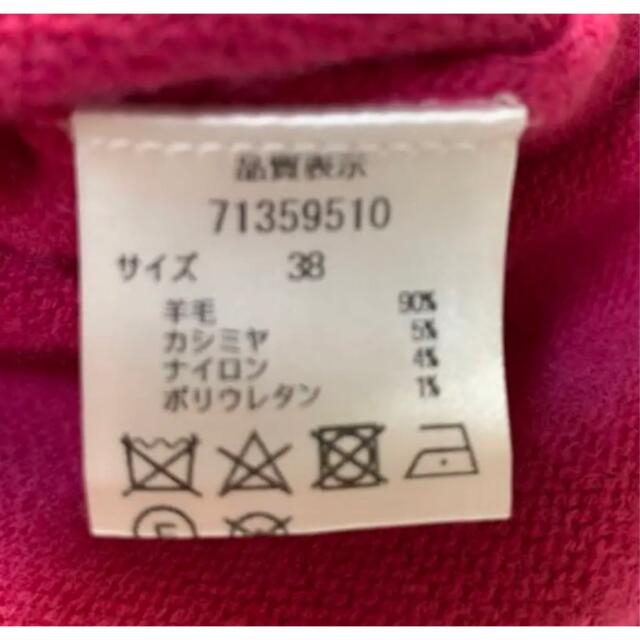 品質表示
71359510
サイズ 38
羊毛 90%
カシミヤ 5%
ナイロン 4%
ポリウレタン 1%